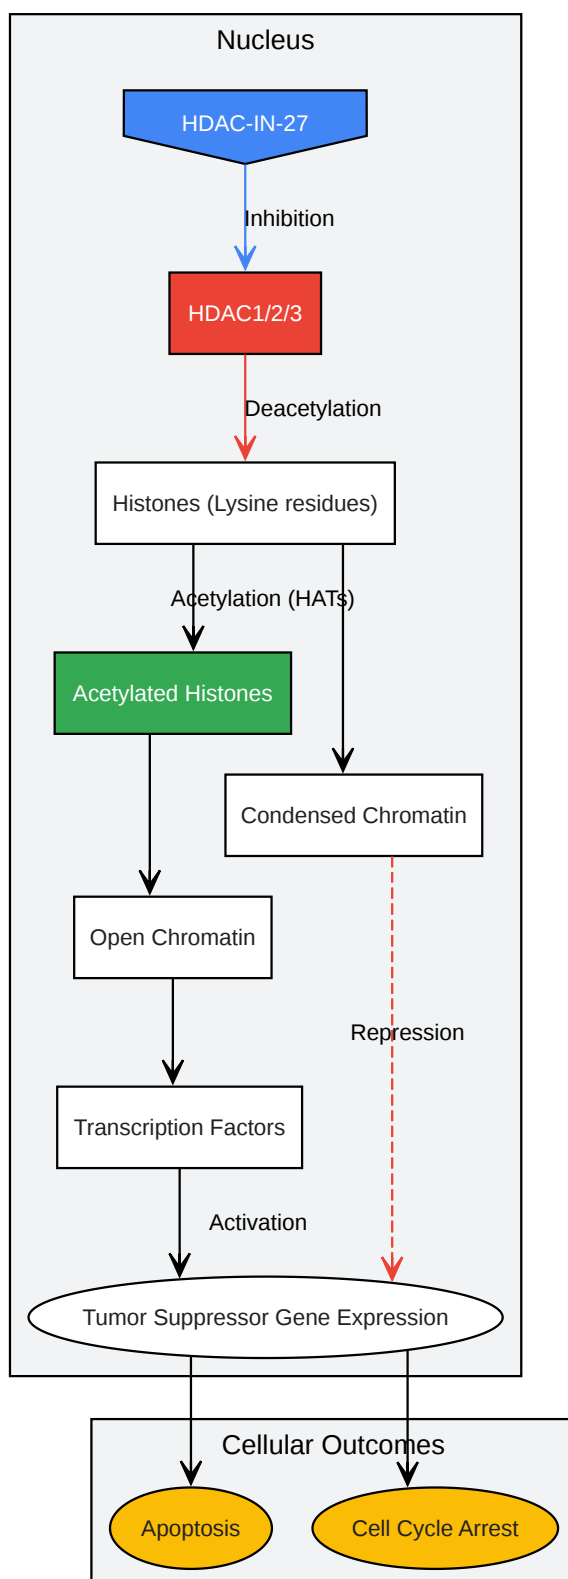 Nucleus
HDAC-IN-27
Inhibition
HDAC1/2/3
Deacetylation
Histones (Lysine residues)
Acetylation (HATs)
Acetylated Histones
Condensed Chromatin
Open Chromatin
Repression
Transcription Factors
Activation
Tumor Suppressor Gene Expression
Cellular Outcomes
Apoptosis
Cell Cycle Arrest